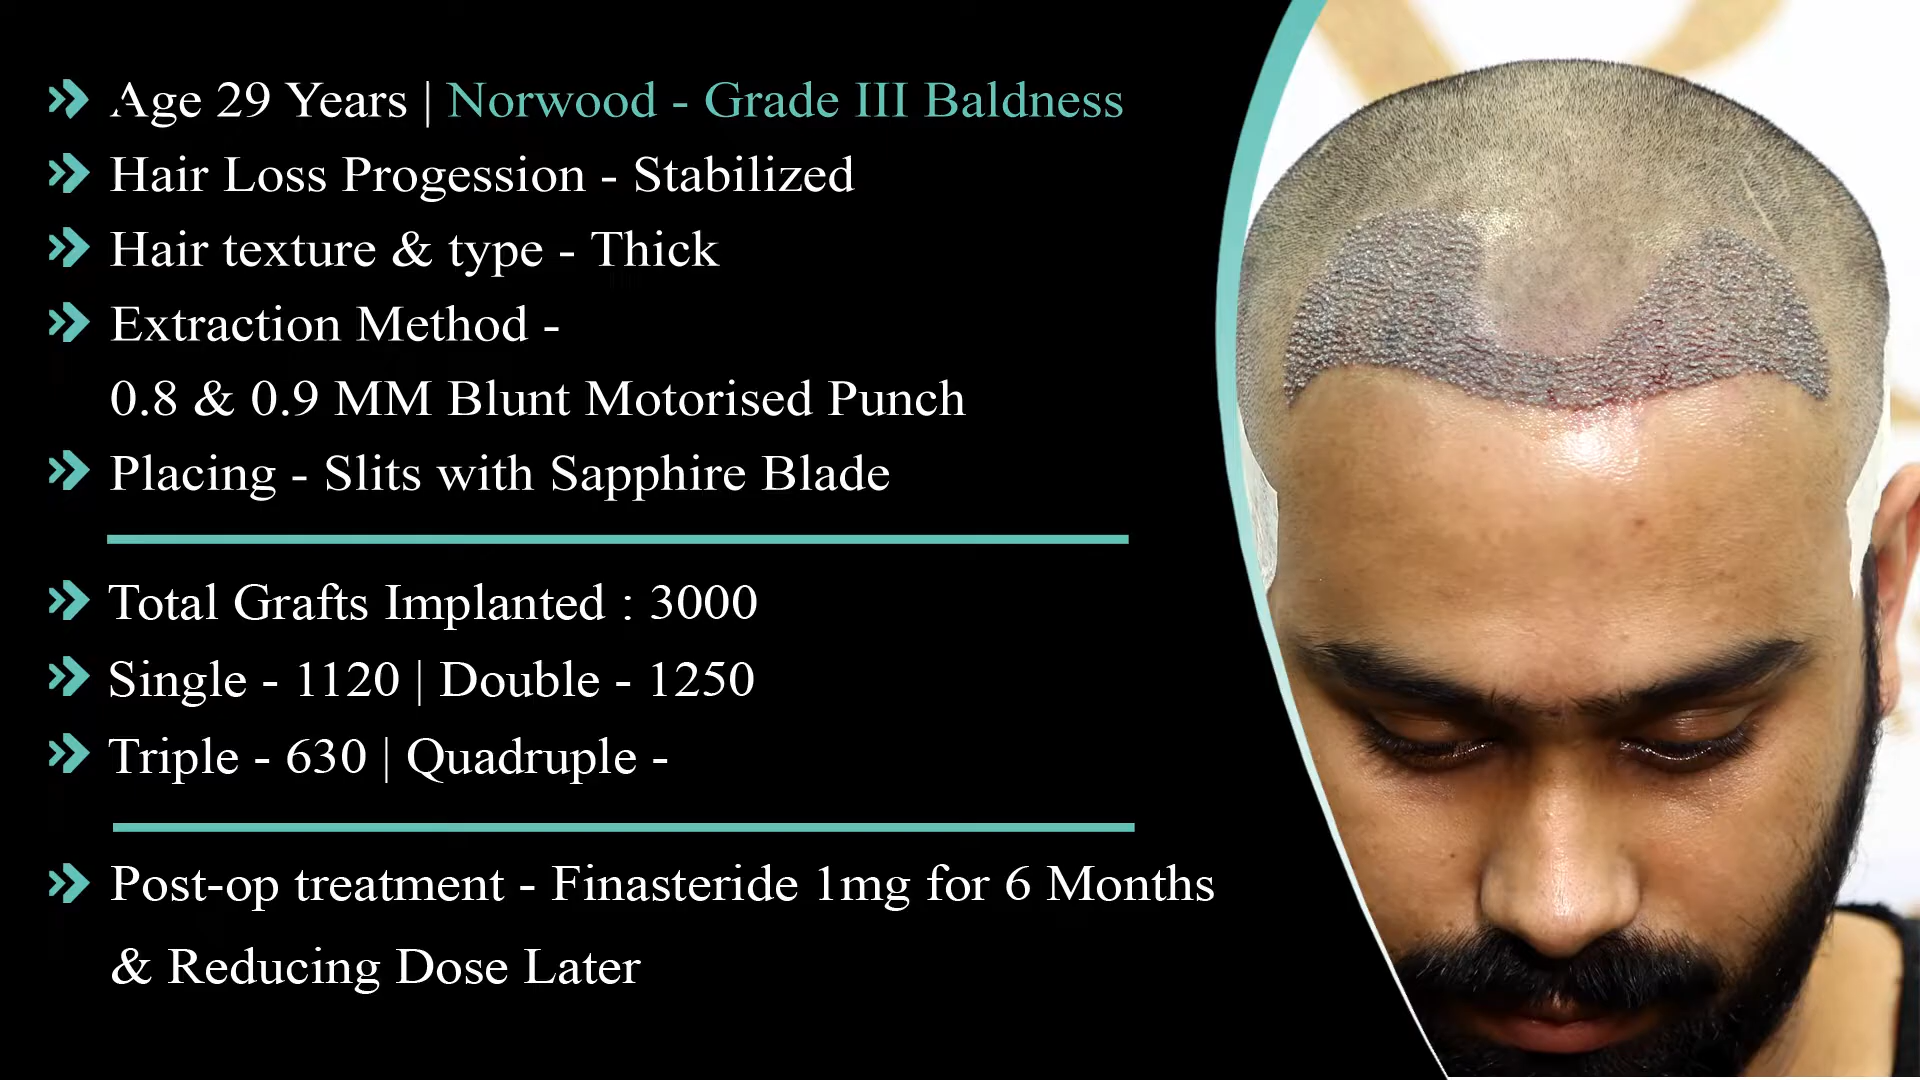 Age 29 Years | Norwood - Grade III Baldness
Hair Loss Progession - Stabilized
Hair texture & type - Thick
Extraction Method -
0.8 & 0.9 MM Blunt Motorised Punch
Placing - Slits with Sapphire Blade
Total Grafts Implanted : 3000
Single - 1120 | Double - 1250
Triple - 630 | Quadruple -
Post-op treatment - Finasteride 1mg for 6 Months
& Reducing Dose Later